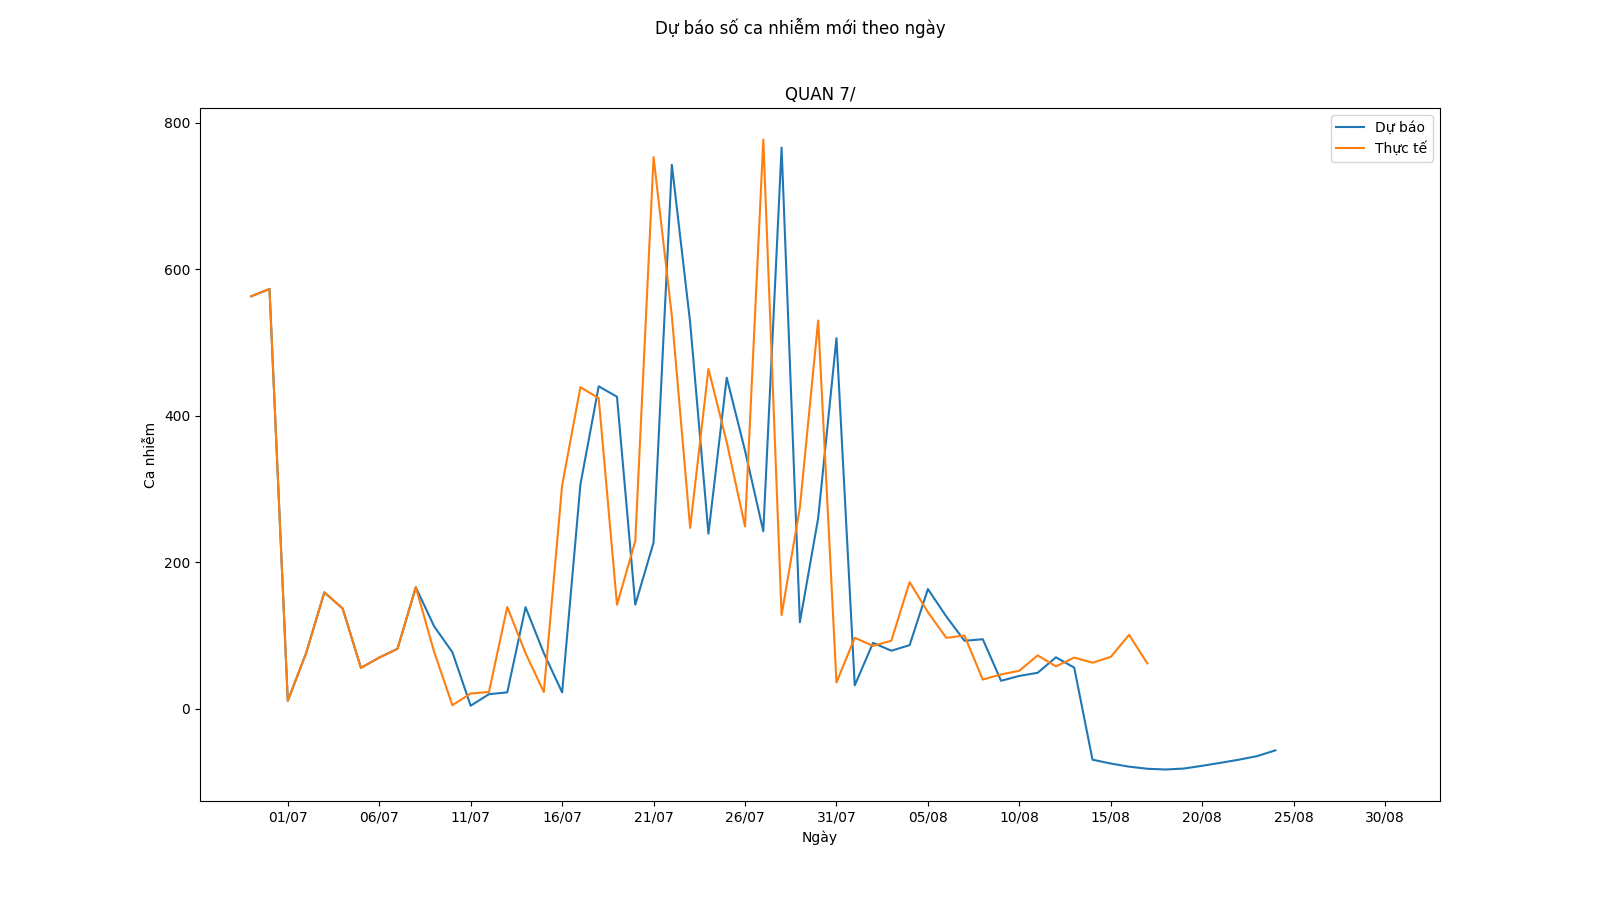 Dự báo số ca nhiễm mới theo ngày
QUAN 7/
Dự báo
Thực tế
800
600
400
200
0
Ca nhiễm
01/07 06/07 11/07 16/07 21/07 26/07 31/07 05/08 10/08 15/08 20/08 25/08 30/08
Ngày